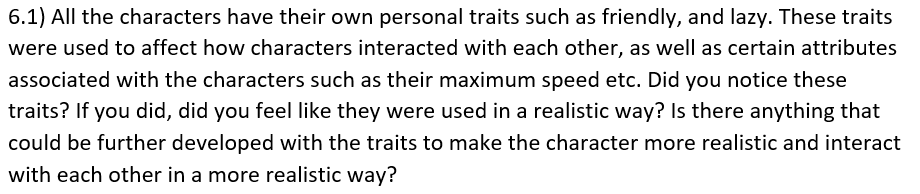 6.1) All the characters have their own personal traits such as friendly, and lazy. These traits
were used to affect how characters interacted with each other, as well as certain attributes
associated with the characters such as their maximum speed etc. Did you notice these
traits? If you did, did you feel like they were used in a realistic way? Is there anything that
could be further developed with the traits to make the character more realistic and interact
with each other in a more realistic way?